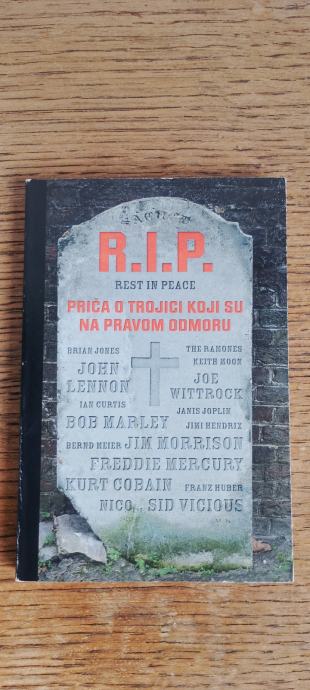 R.I.P.
REST IN PEACE
PRIČA O TROJICI KOJI SU
NA PRAVOM ODMORU
BRIAN JONES
THE RAMONES
KEITH MOON
JOHN
LENNON
JOE
WITTROCK
IAN CURTIS
JANIS JOPLIN
BOB MARLEY
JIMI HENDRIX
BERND MEIER JIM MORRISON
FREDDIE MERCURY
KURT COBAIN FRANZ HUBER
NICO... SID VICIOUS